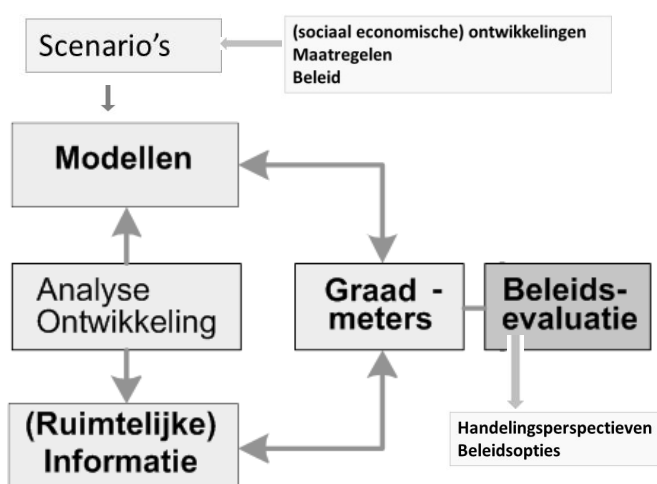 Scenario's
(sociaal economische) ontwikkelingen
Maatregelen
Beleid
Modellen
Analyse
Ontwikkeling
Graad -
meters
Beleids-
evaluatie
(Ruimtelijke)
Informatie
Handelingsperspectieven
Beleidsopties